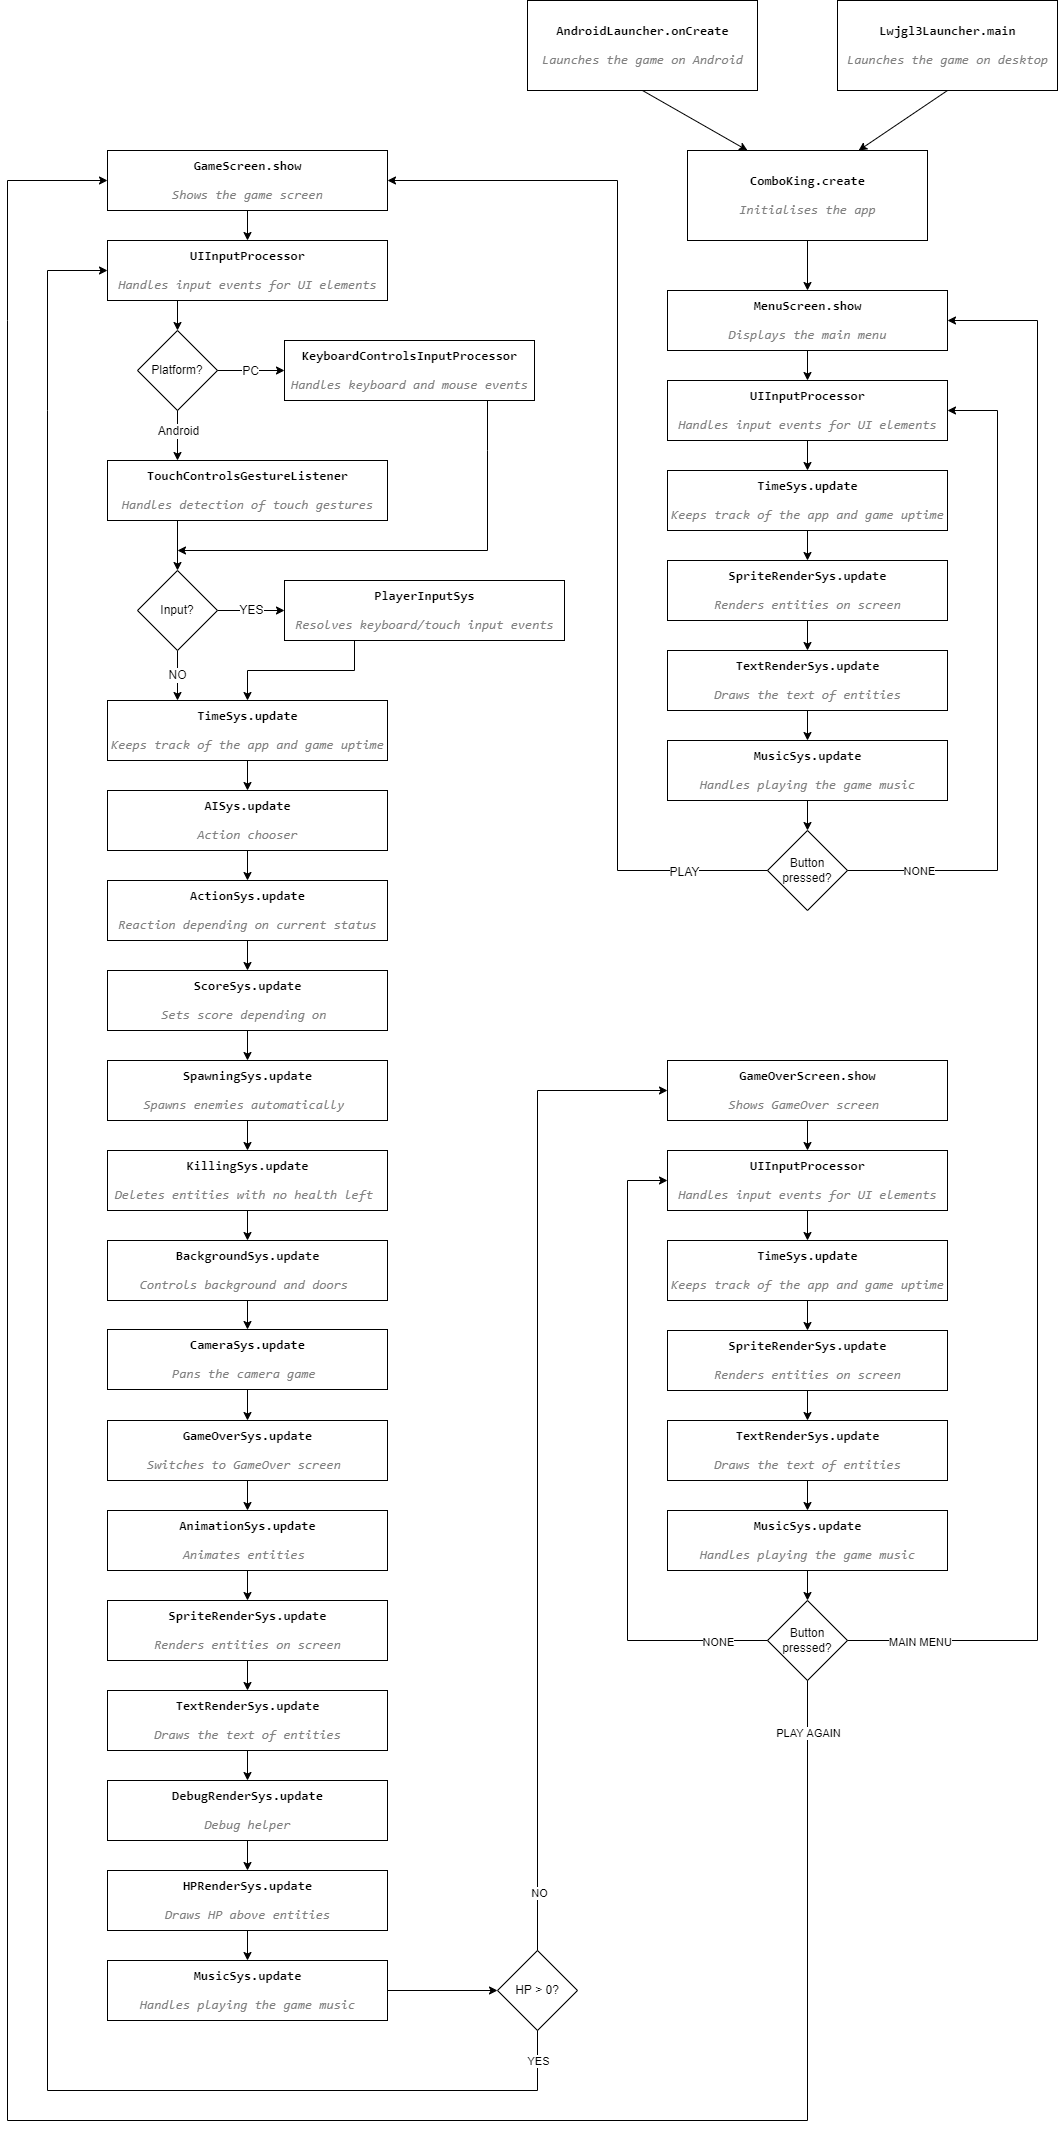 AndroidLauncher.onCreate
Launches the game on Android
Lwjgl3Launcher.main
Launches the game on desktop
ComboKing.create
Initialises the app
MenuScreen.show
Displays the main menu
UIInputProcessor
Handles input events for UI elements
TimeSys.update
Keeps track of the app and game uptime
SpriteRenderSys.update
Renders entities on screen
TextRenderSys.update
Draws the text of entities
MusicSys.update
Handles playing the game music
Button
pressed?
PLAY
NONE
GameScreen.show
Shows the game screen
UIInputProcessor
Handles input events for UI elements
Platform?
PC
KeyboardControlsInputProcessor
Handles keyboard and mouse events
Android
TouchControlsGestureListener
Handles detection of touch gestures
Input?
YES
PlayerInputSys
Resolves keyboard/touch input events
NO
TimeSys.update
Keeps track of the app and game uptime
AISys.update
Action chooser
ActionSys.update
Reaction depending on current status
ScoreSys.update
Sets score depending on
SpawningSys.update
Spawns enemies automatically
KillingSys.update
Deletes entities with no health left
BackgroundSys.update
Controls background and doors
CameraSys.update
Pans the camera game
GameOverSys.update
Switches to GameOver screen
AnimationSys.update
Animates entities
SpriteRenderSys.update
Renders entities on screen
TextRenderSys.update
Draws the text of entities
DebugRenderSys.update
Debug helper
HPRenderSys.update
Draws HP above entities
MusicSys.update
Handles playing the game music
HP > 0?
NO
YES
GameOverScreen.show
Shows GameOver screen
UIInputProcessor
Handles input events for UI elements
TimeSys.update
Keeps track of the app and game uptime
SpriteRenderSys.update
Renders entities on screen
TextRenderSys.update
Draws the text of entities
MusicSys.update
Handles playing the game music
Button
pressed?
NONE
MAIN MENU
PLAY AGAIN